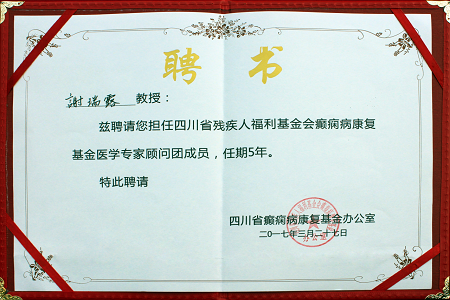 聘书
謝瑞霞 教授：
兹聘请您担任四川省残疾人福利基金会癫痫病康复
基金医学专家顾问团成员，任期5年。
特此聘请
四川省癫痫病康复基金办公室
二〇一七年三月二十七日